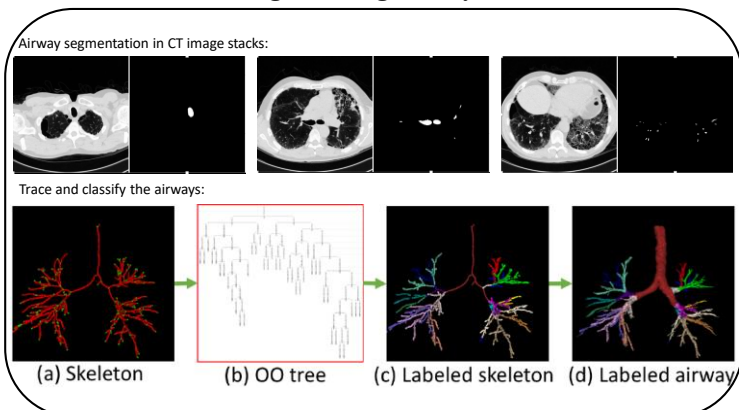 Airway segmentation in CT image stacks:
Trace and classify the airways:
(a) Skeleton
(b) OO tree
(c) Labeled skeleton
(d) Labeled airway